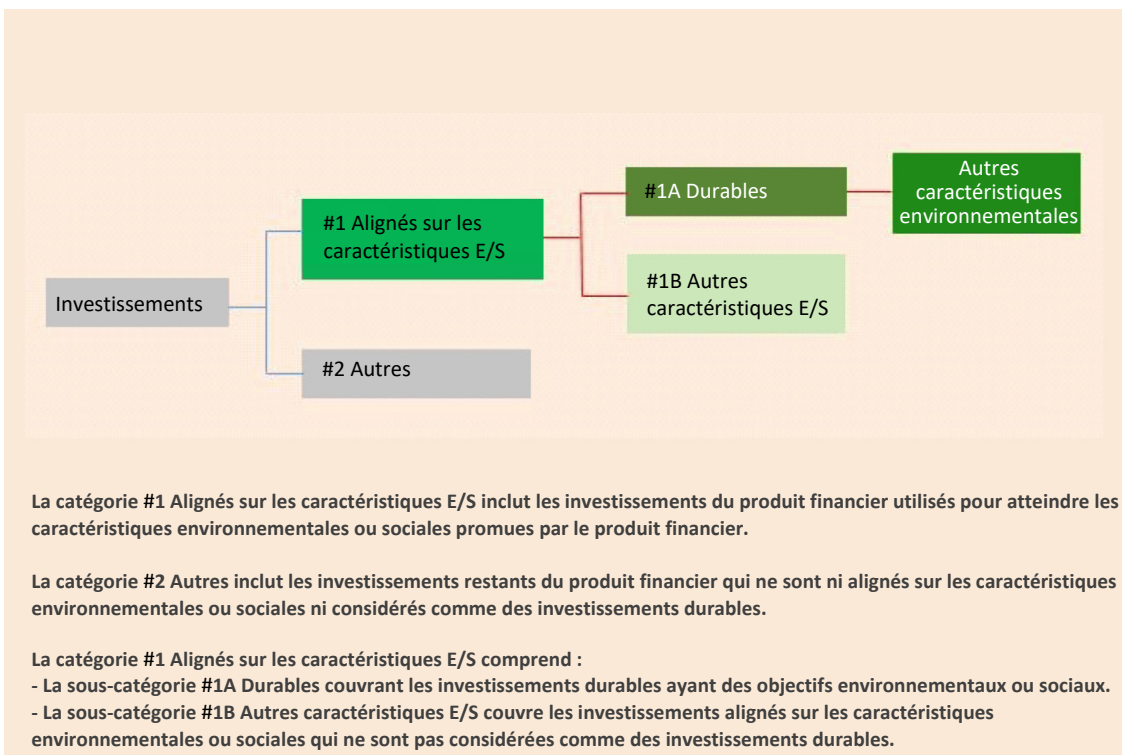 Autres
caractéristiques
environnementales
#1A Durables
#1 Alignés sur les
caractéristiques E/S
#1B Autres
caractéristiques E/S
Investissements
#2 Autres
La catégorie #1 Alignés sur les caractéristiques E/S inclut les investissements du produit financier utilisés pour atteindre les
caractéristiques environnementales ou sociales promues par le produit financier.
La catégorie #2 Autres inclut les investissements restants du produit financier qui ne sont ni alignés sur les caractéristiques
environnementales ou sociales ni considérés comme des investissements durables.
La catégorie #1 Alignés sur les caractéristiques E/S comprend :
- La sous-catégorie #1A Durables couvrant les investissements durables ayant des objectifs environnementaux ou sociaux.
- La sous-catégorie #1B Autres caractéristiques E/S couvre les investissements alignés sur les caractéristiques
environnementales ou sociales qui ne sont pas considérées comme des investissements durables.